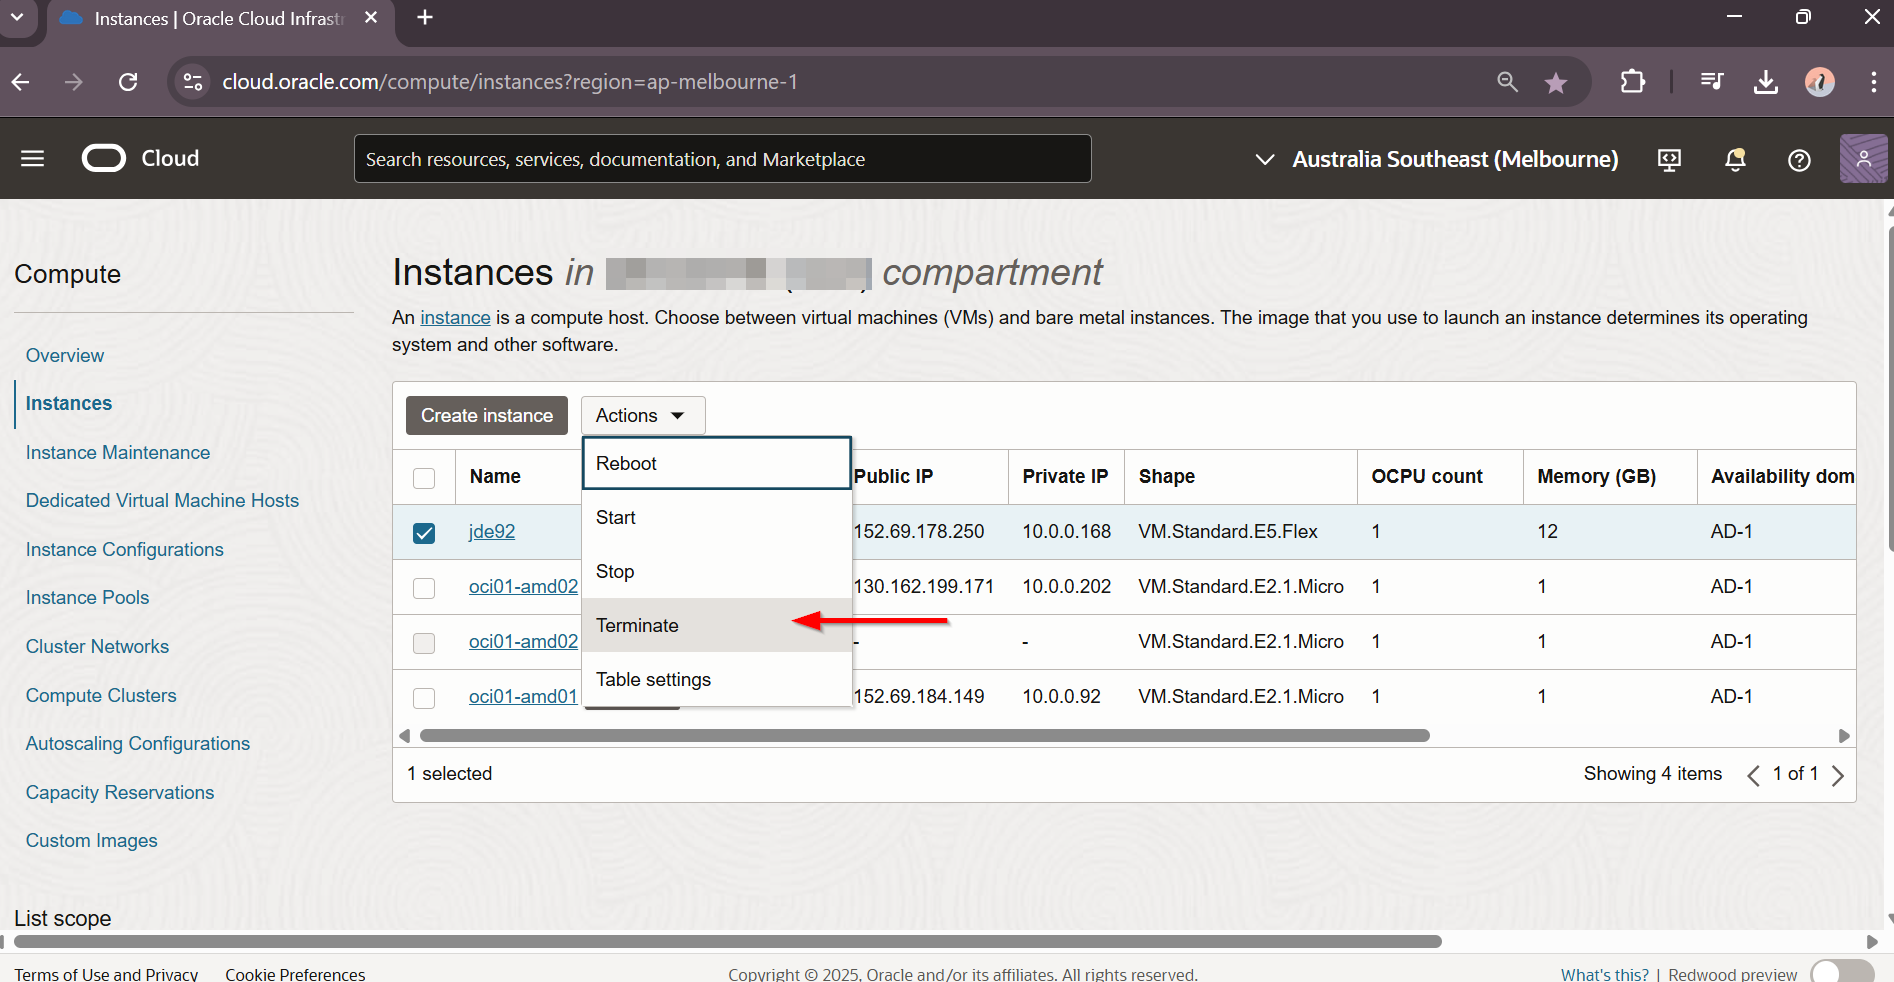 Instances | Oracle Cloud Infrastr
cloud.oracle.com/compute/instances?region=ap-melbourne-1
Cloud
Search resources, services, documentation, and Marketplace
Australia Southeast (Melbourne)
Compute
Overview
Instances
Instance Maintenance
Dedicated Virtual Machine Hosts
Instance Configurations
Instance Pools
Cluster Networks
Compute Clusters
Autoscaling Configurations
Capacity Reservations
Custom Images
List scope
Instances in compartment
An instance is a compute host. Choose between virtual machines (VMs) and bare metal instances. The image that you use to launch an instance determines its operating
system and other software.
Create instance Actions
Reboot
Start
Stop
Terminate
Table settings
Name Public IP Private IP Shape OCPU count Memory (GB) Availability dom
jde92 152.69.178.250 10.0.0.168 VM.Standard.E5.Flex 1 12 AD-1
oci01-amd02 130.162.199.171 10.0.0.202 VM.Standard.E2.1.Micro 1 1 AD-1
oci01-amd02 - - VM.Standard.E2.1.Micro 1 1 AD-1
oci01-amd01 152.69.184.149 10.0.0.92 VM.Standard.E2.1.Micro 1 1 AD-1
1 selected Showing 4 items 1 of 1
Terms of Use and Privacy Cookie Preferences Copyright © 2025, Oracle and/or its affiliates. All rights reserved. What's this? | Redwood preview